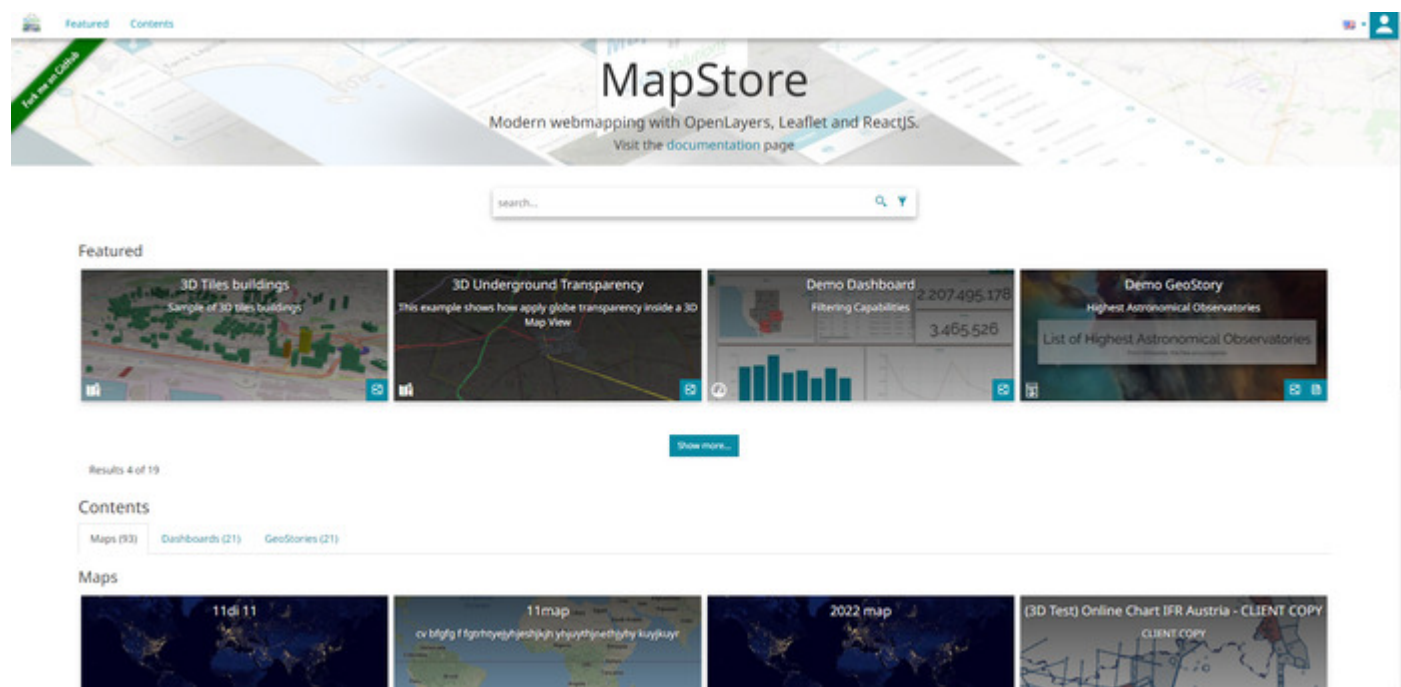 Featured Contents
Fork me on GitHub
MapStore
Modern webmapping with OpenLayers, Leaflet and ReactJS.
Visit the documentation page
search...
Featured
3D Tiles buildings
Sample of 3D tiles buildings
3D Underground Transparency
This example shows how apply globe transparency inside a 3D
Map View
Demo Dashboard
Filtering Capabilities
2.207.495.178
3.465.526
Demo GeoStory
Highest Astronomical Observatories
List of Highest Astronomical Observatories
Show more...
Results 4 of 19
Contents
Maps (93) Dashboards (21) GeoStories (21)
Maps
11di 11
11map
2022 map
(3D Test) Online Chart IFR Austria - CLIENT COPY
CLIENT COPY